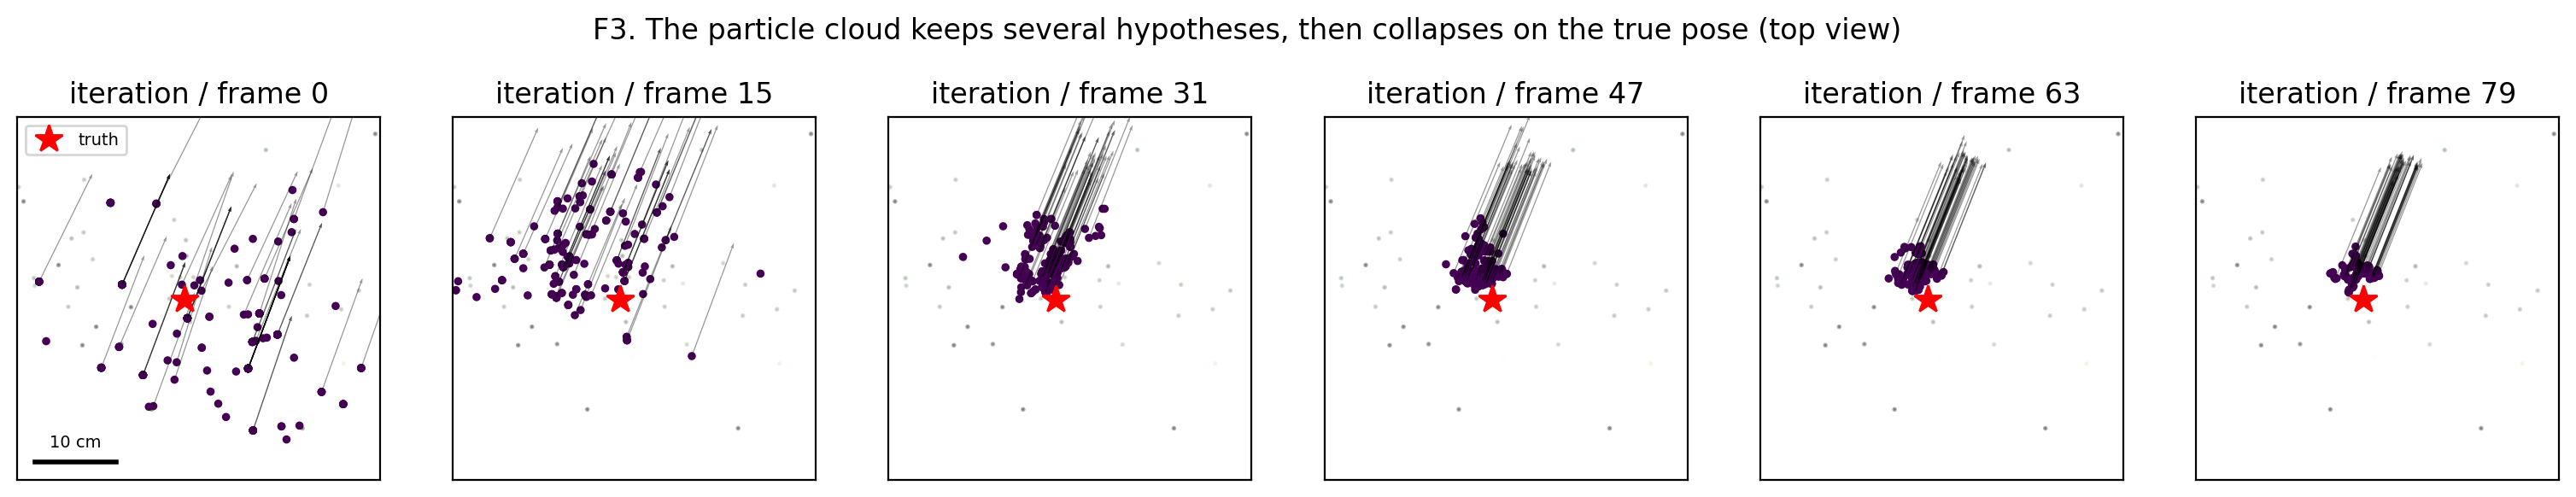 F3. The particle cloud keeps several hypotheses, then collapses on the true pose (top view)
iteration / frame 0
iteration / frame 15
iteration / frame 31
iteration / frame 47
iteration / frame 63
iteration / frame 79
truth
10 cm